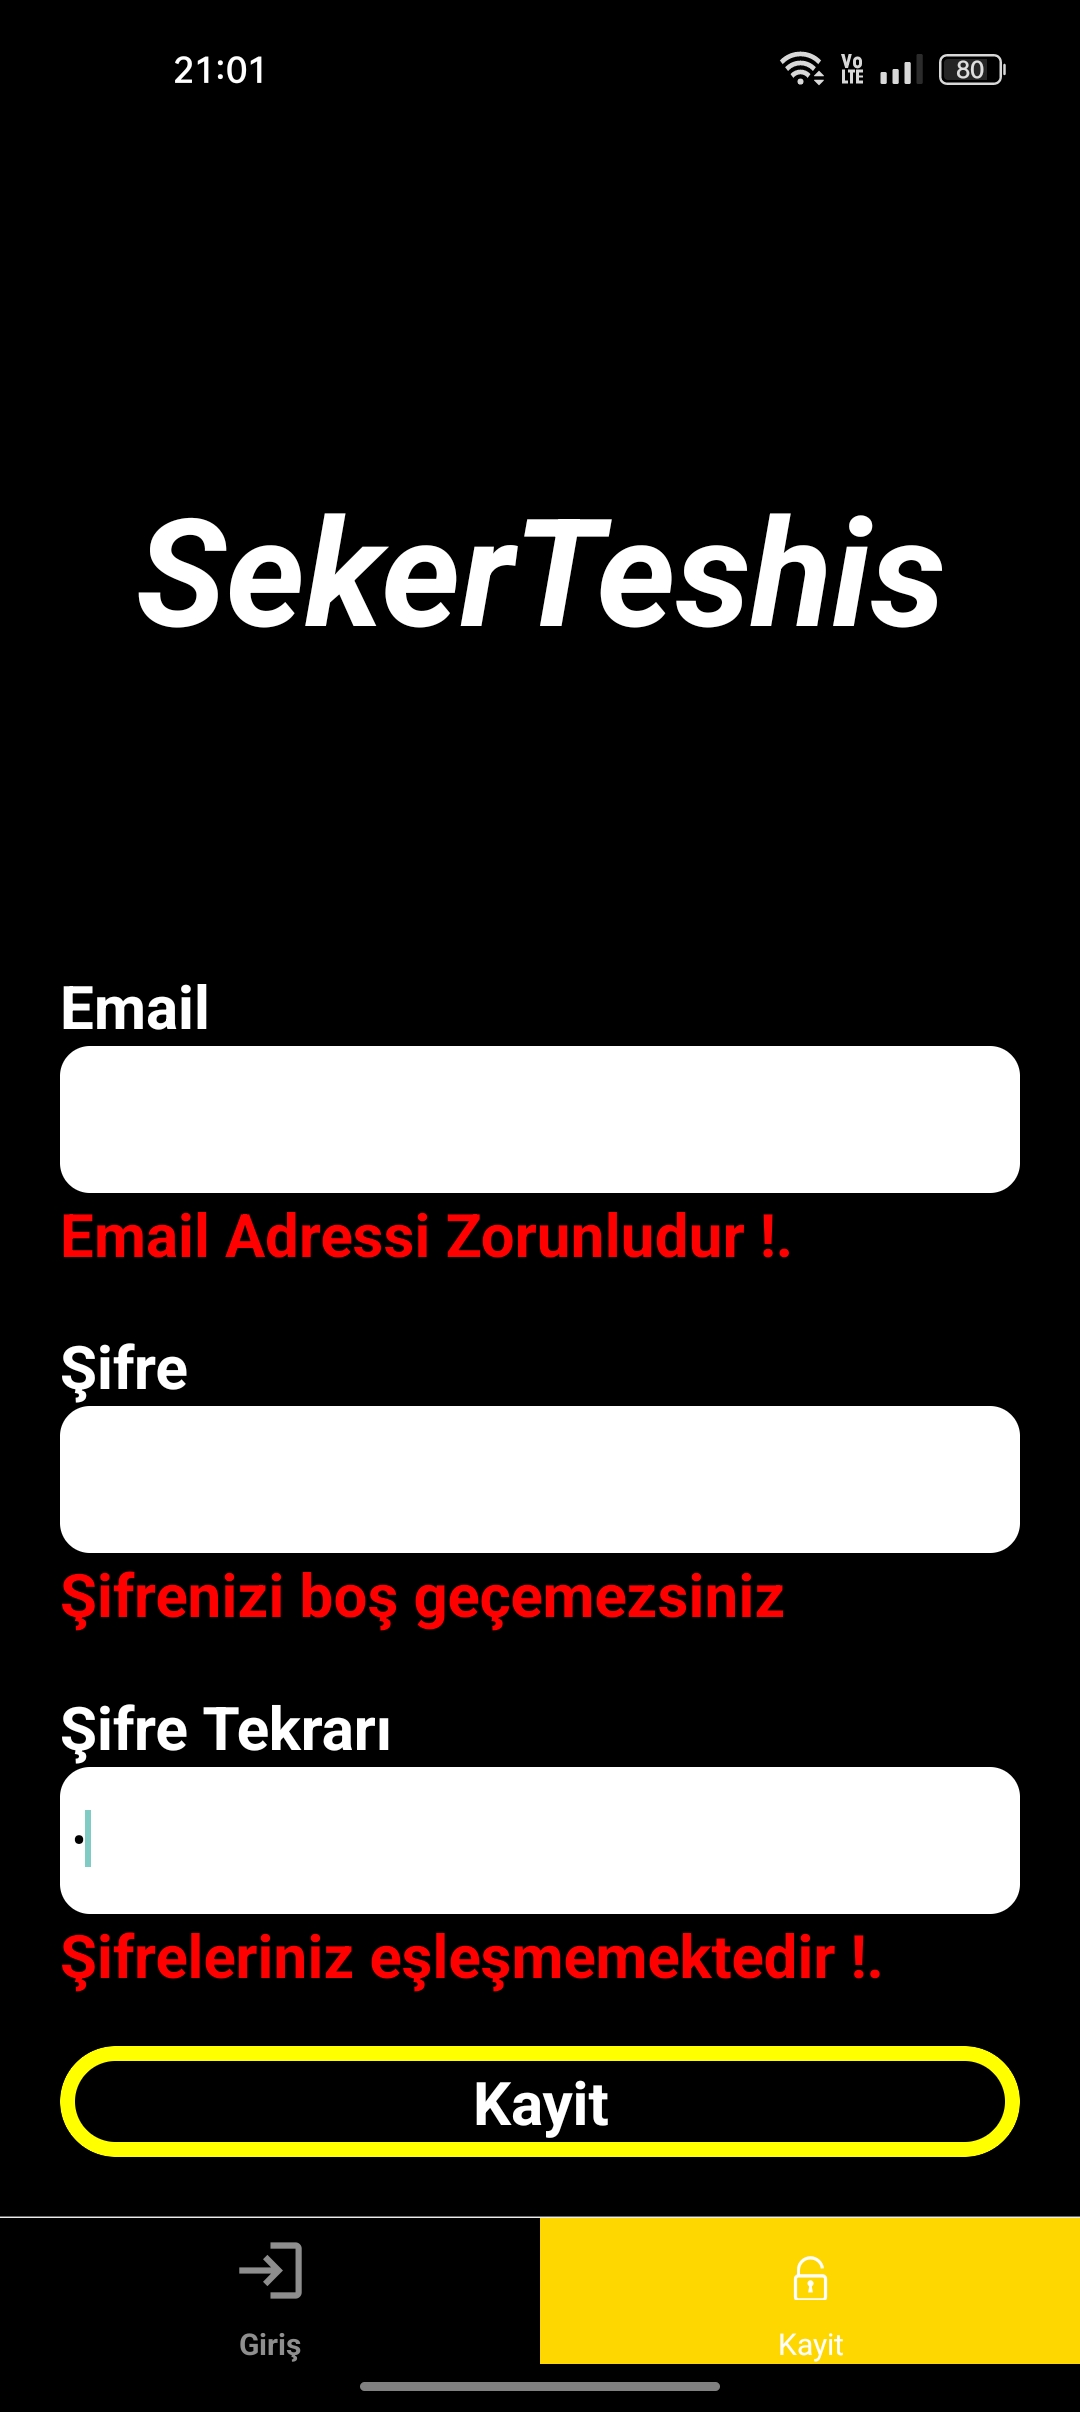 21:01
Vo
LTE
80
SekerTeshis
Email
Email Adressi Zorunludur !.
Şifre
Şifrenizi boş geçemezsiniz
Şifre Tekrarı
Şifreleriniz eşleşmemektedir !.
Kayit
Giriş
Kayit